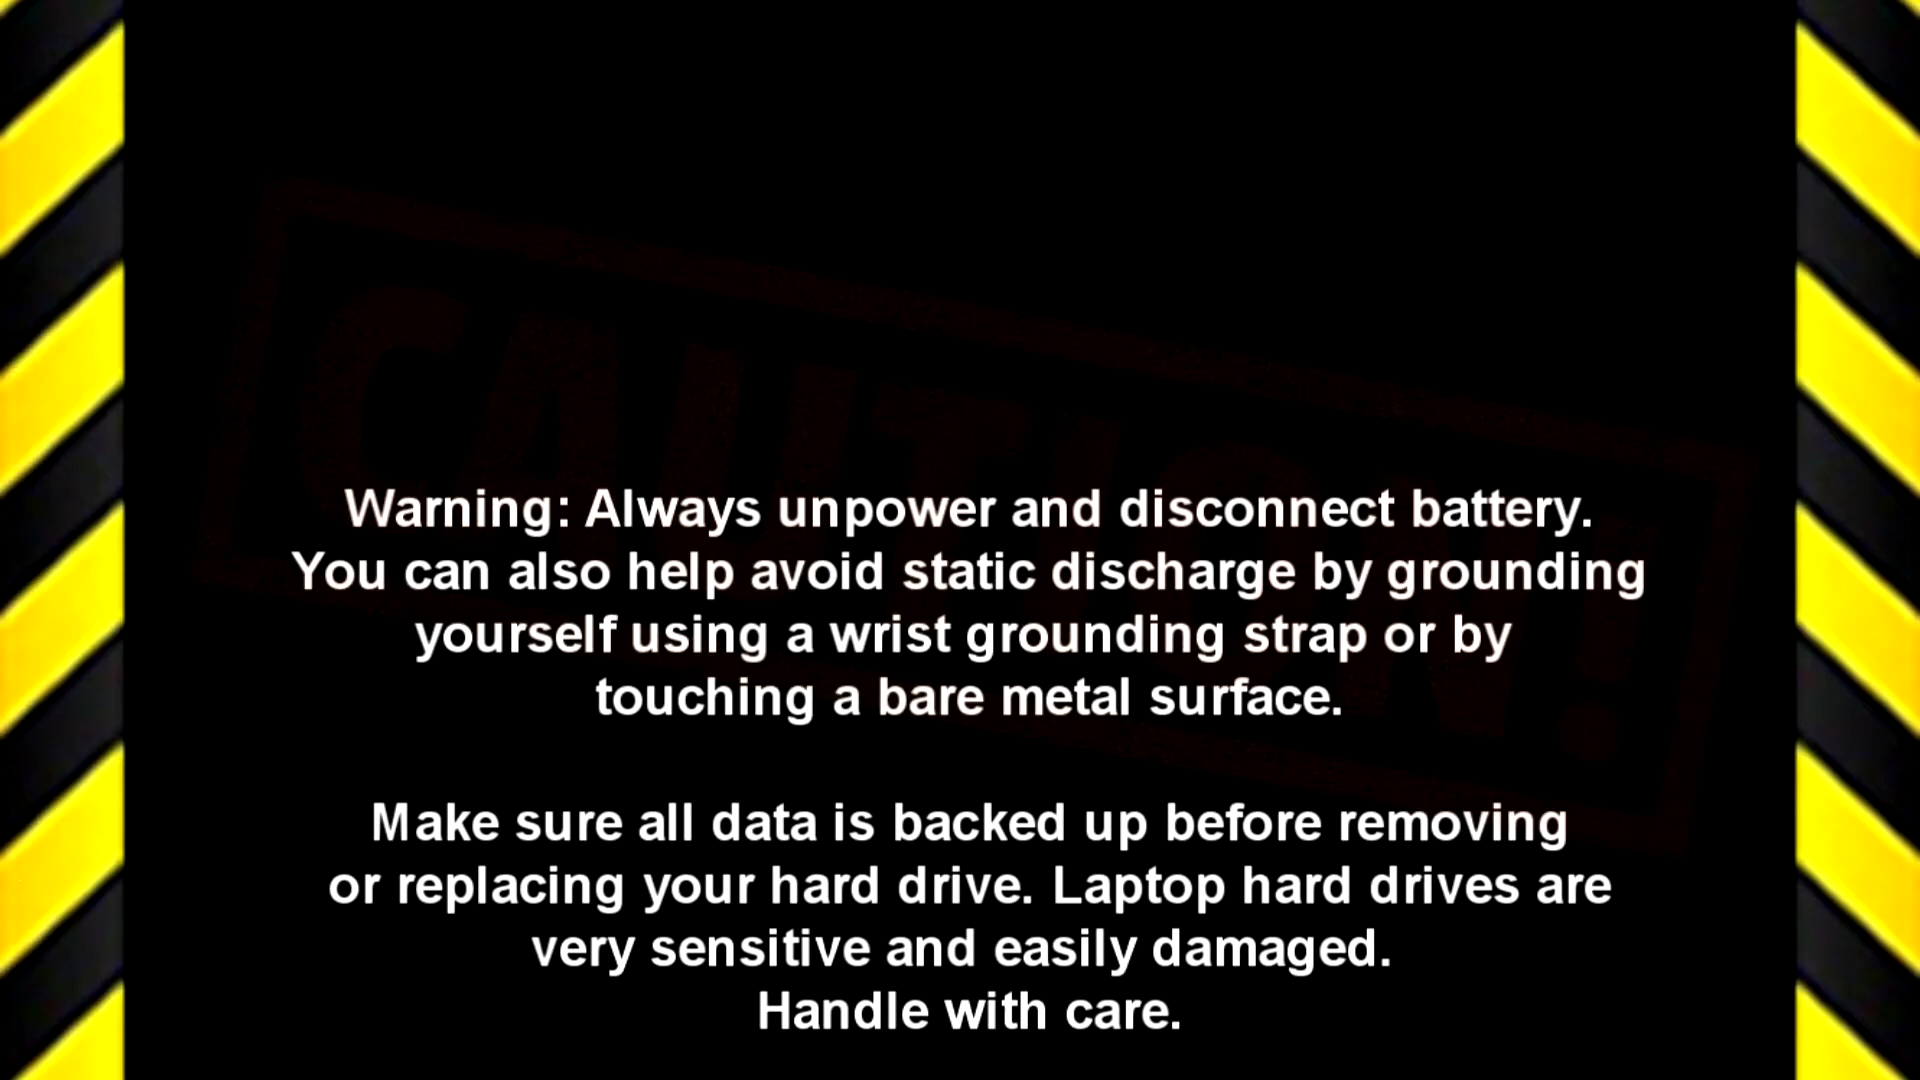 CAUTION!
Warning: Always unpower and disconnect battery.
You can also help avoid static discharge by grounding
yourself using a wrist grounding strap or by
touching a bare metal surface.
Make sure all data is backed up before removing
or replacing your hard drive. Laptop hard drives are
very sensitive and easily damaged.
Handle with care.